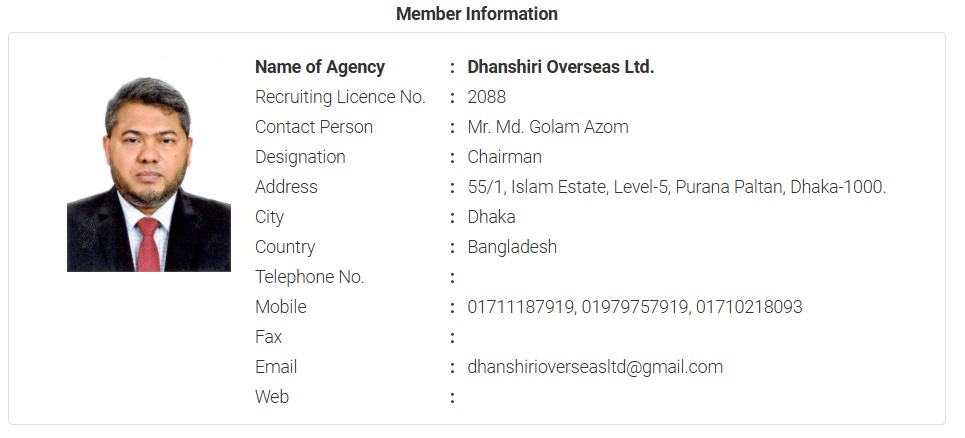 Member Information
Name of Agency : Dhanshiri Overseas Ltd.
Recruiting Licence No. : 2088
Contact Person : Mr. Md. Golam Azom
Designation : Chairman
Address : 55/1, Islam Estate, Level-5, Purana Paltan, Dhaka-1000.
City : Dhaka
Country : Bangladesh
Telephone No. :
Mobile : 01711187919, 01979757919, 01710218093
Fax :
Email : dhanshirioverseasltd@gmail.com
Web :